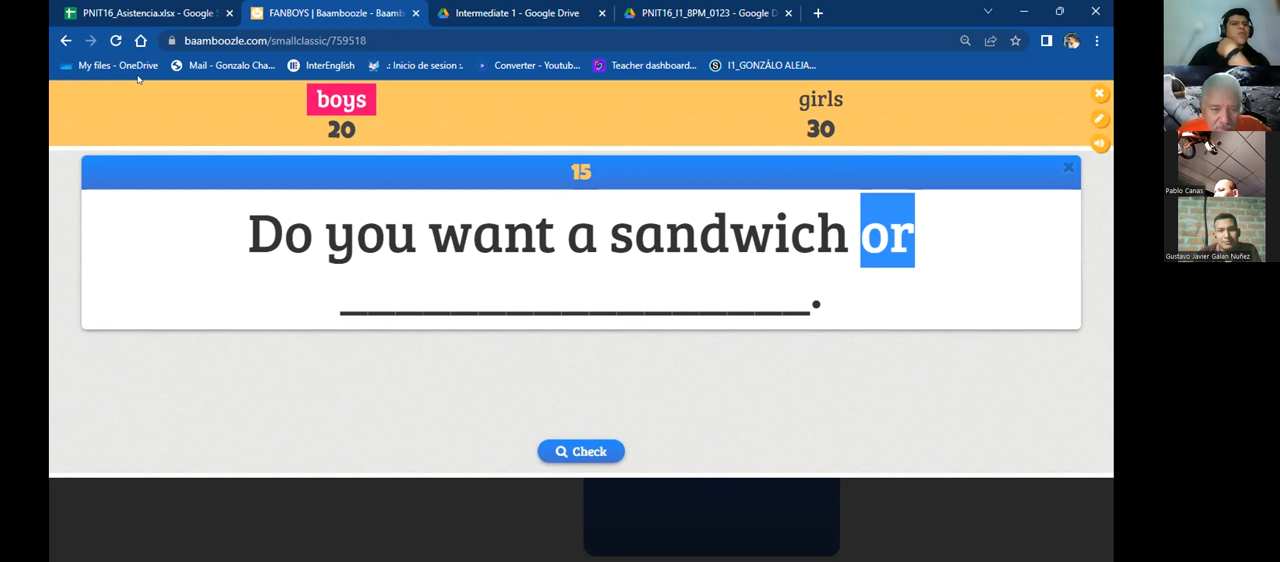 PNIT16_Asistencia.xlsx - Google S
FANBOYS | Baamboozle - Baamb
Intermediate 1 - Google Drive
PNIT16_I1_8PM_0123 - Google D
baamboozle.com/smallclassic/759518
My files - OneDrive
Mail - Gonzalo Cha...
InterEnglish
.: Inicio de sesion :.
Converter - Youtub...
Teacher dashboard...
I1_GONZÁLO ALEJA...
boys
20
girls
30
15
Do you want a sandwich or
_________________.
Check
Pablo Canas
Gustavo Javier Galan Nuñez